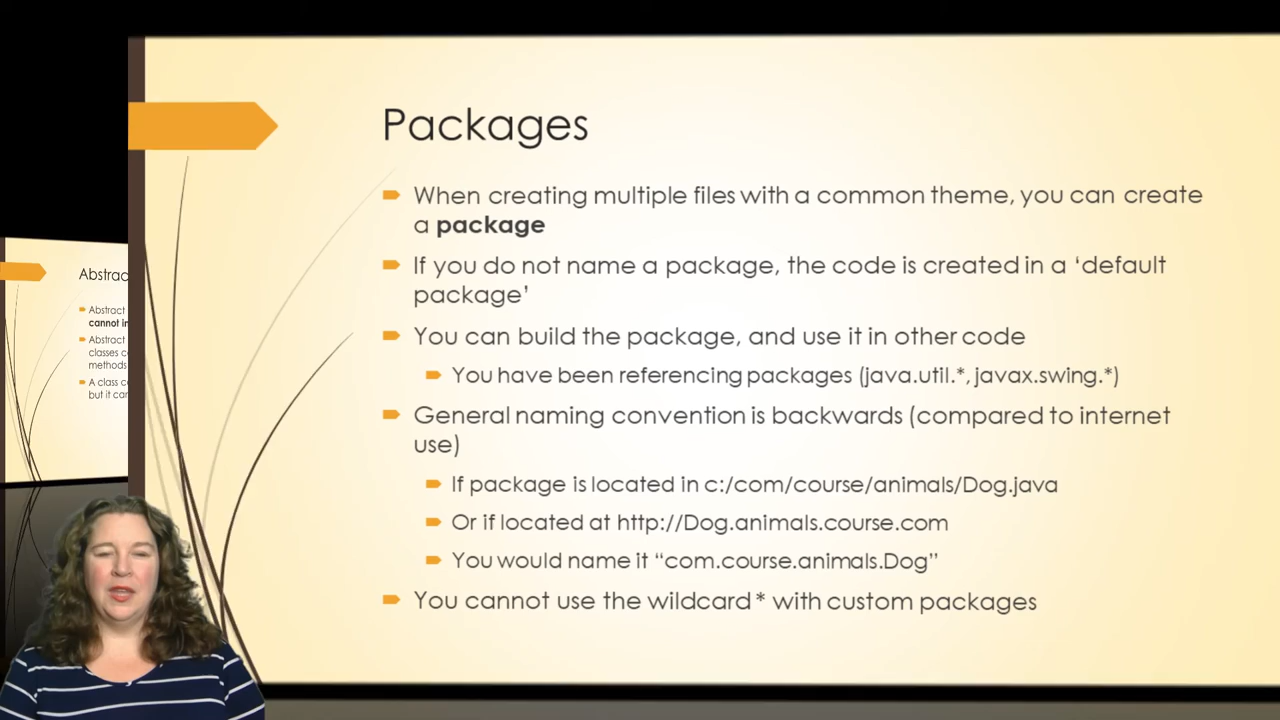 Packages
When creating multiple files with a common theme, you can create
a package
If you do not name a package, the code is created in a ‘default
package’
You can build the package, and use it in other code
You have been referencing packages (java.util.*, javax.swing.*)
General naming convention is backwards (compared to internet
use)
If package is located in c:/com/course/animals/Dog.java
Or if located at http://Dog.animals.course.com
You would name it “com.course.animals.Dog”
You cannot use the wildcard * with custom packages
Abstrac
Abstract
cannot in
Abstract
classes c
methods
A class c
but it can